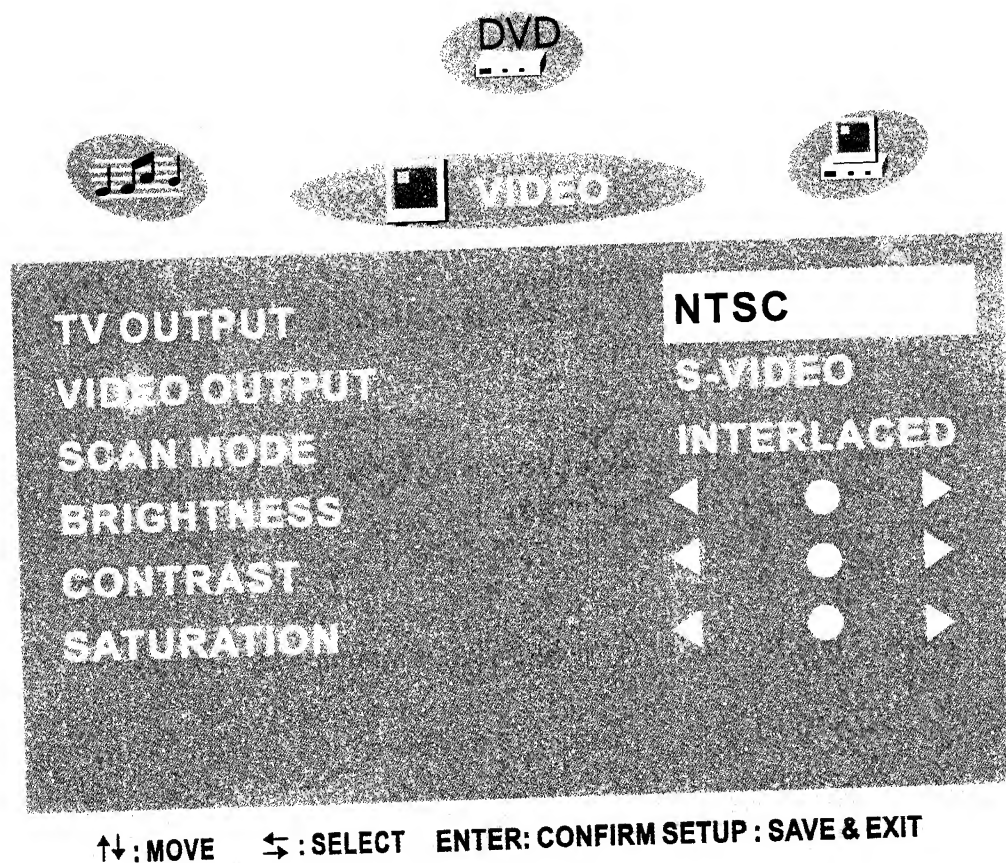 DVD
VIDEO
TV OUTPUT NTSC
VIDEO OUTPUT S-VIDEO
SCAN MODE INTERLACED
BRIGHTNESS
CONTRAST
SATURATION
↑↓ : MOVE ⇆ : SELECT ENTER: CONFIRM SETUP : SAVE & EXIT